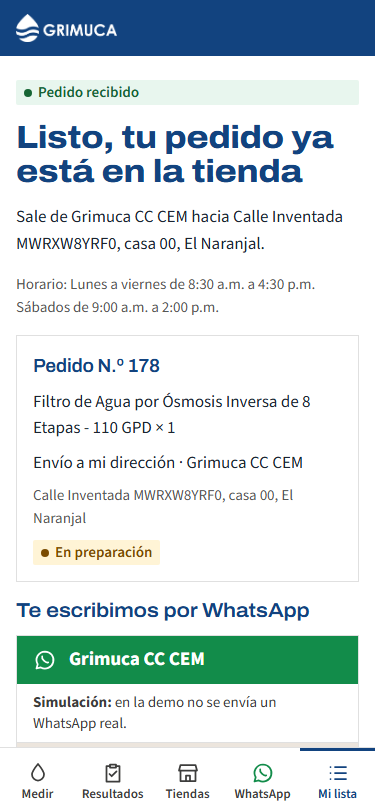 GRIMUCA
Pedido recibido
Listo, tu pedido ya
está en la tienda
Sale de Grimuca CC CEM hacia Calle Inventada
MWRXW8YRF0, casa 00, El Naranjal.
Horario: Lunes a viernes de 8:30 a.m. a 4:30 p.m.
Sábados de 9:00 a.m. a 2:00 p.m.
Pedido N.º 178
Filtro de Agua por Ósmosis Inversa de 8
Etapas - 110 GPD × 1
Envío a mi dirección · Grimuca CC CEM
Calle Inventada MWRXW8YRF0, casa 00, El
Naranjal
En preparación
Te escribimos por WhatsApp
Grimuca CC CEM
Simulación: en la demo no se envía un
WhatsApp real.
Medir
Resultados
Tiendas
WhatsApp
Mi lista